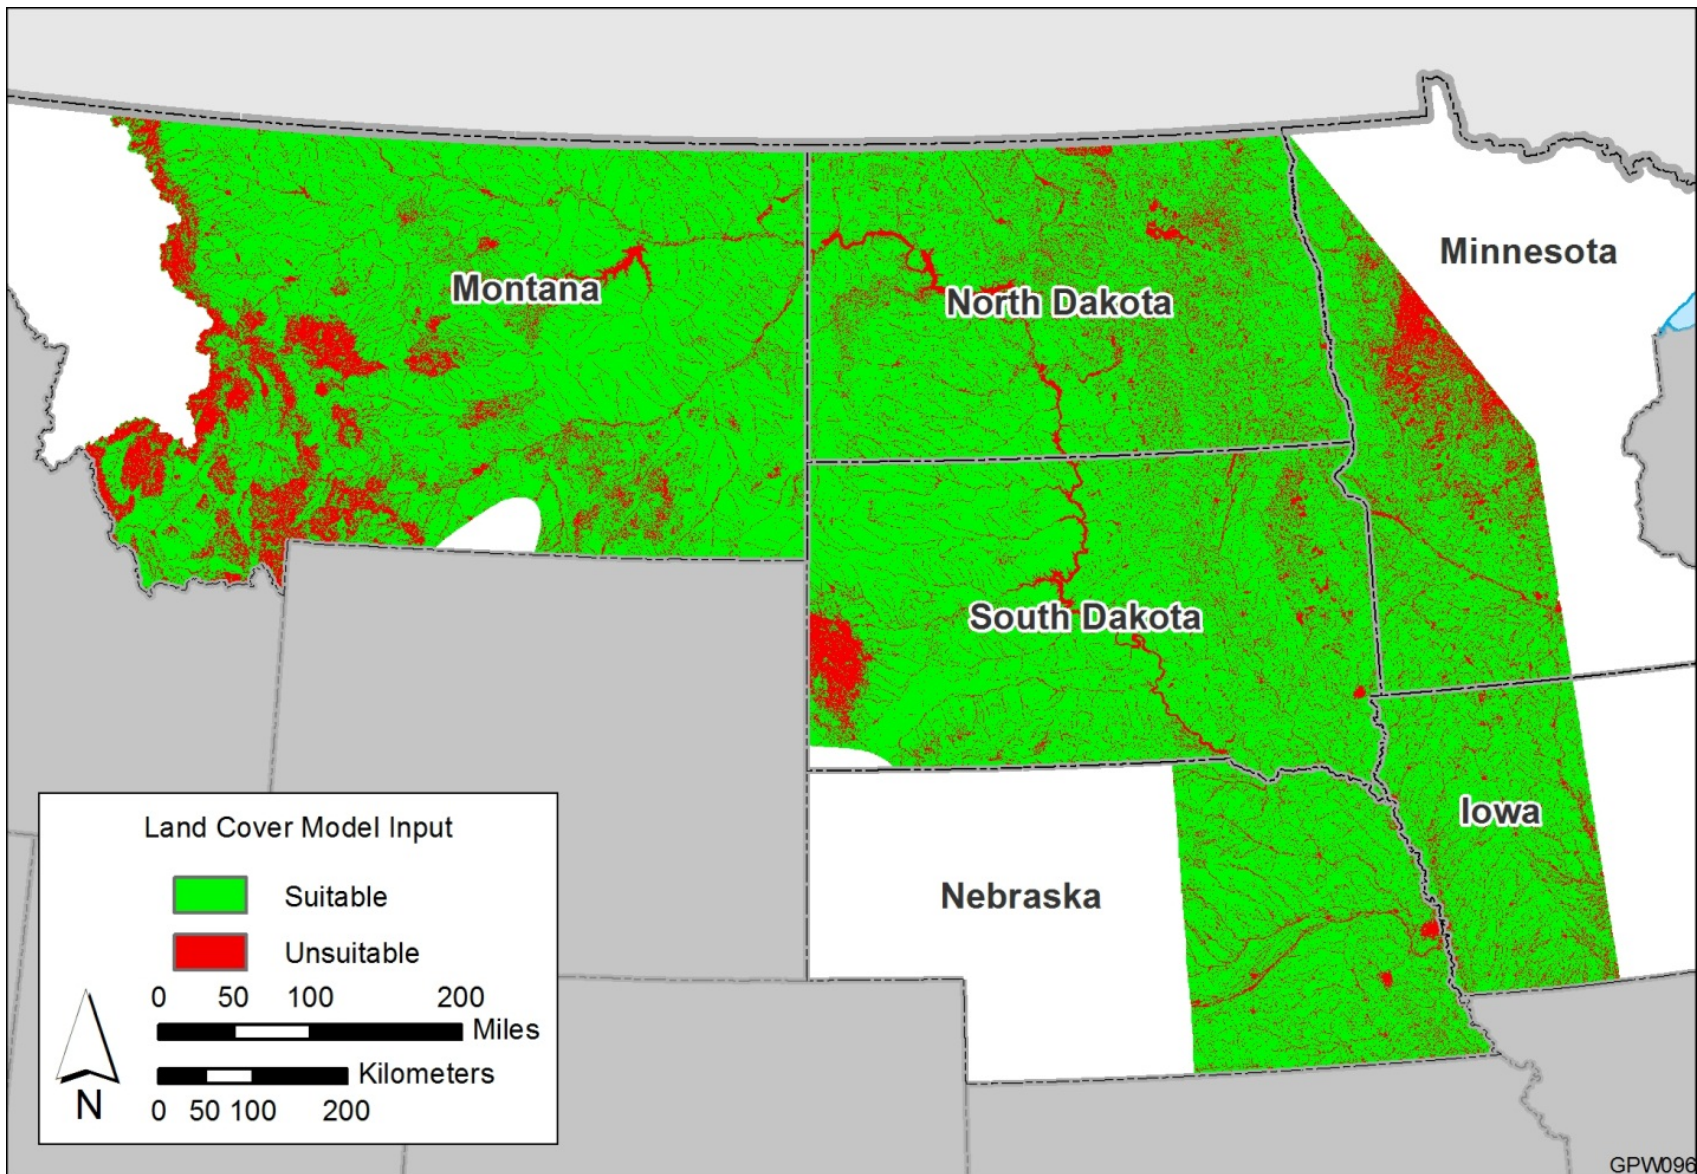 Minnesota
Montana
North Dakota
South Dakota
Iowa
Nebraska
Land Cover Model Input
Suitable
Unsuitable
0 50 100 200
Miles
Kilometers
0 50 100 200
N
GPW096